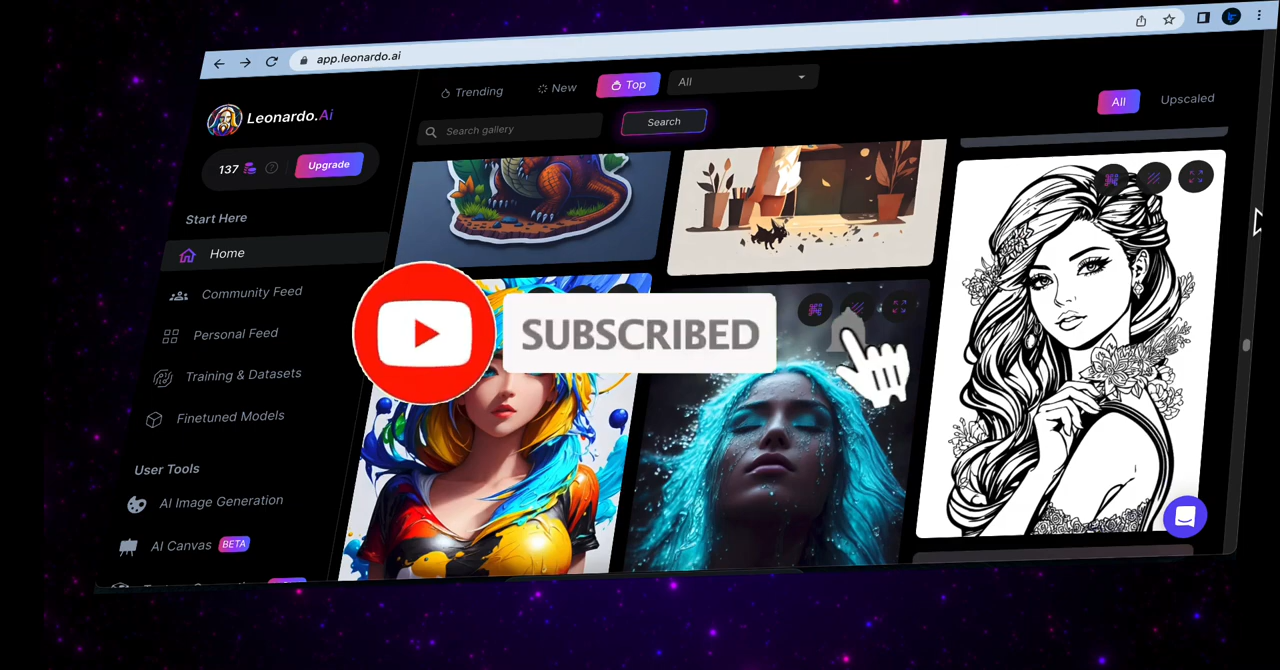 app.leonardo.ai
Leonardo.Ai
137
Upgrade
Start Here
Home
Community Feed
Personal Feed
Training & Datasets
Finetuned Models
User Tools
AI Image Generation
AI Canvas BETA
Trending
New
Top
All
Search gallery
Search
All
Upscaled
SUBSCRIBED